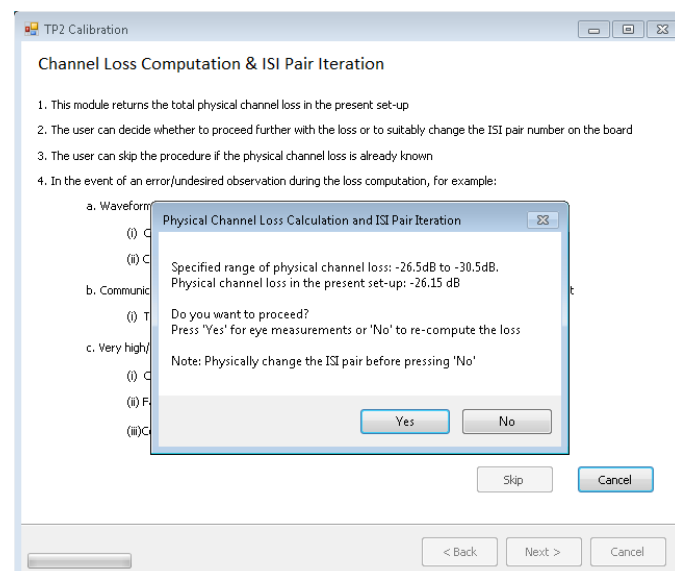 TP2 Calibration
Channel Loss Computation & ISI Pair Iteration
1. This module returns the total physical channel loss in the present set-up
2. The user can decide whether to proceed further with the loss or to suitably change the ISI pair number on the board
3. The user can skip the procedure if the physical channel loss is already known
4. In the event of an error/undesired observation during the loss computation, for example:
a. Waveform
(i)
(ii)
b.
(i)
c. Very high/
(i)
(ii)
(iii)
Physical Channel Loss Calculation and ISI Pair Iteration
Specified range of physical channel loss: -26.5dB to -30.5dB.
Physical channel loss in the present set-up: -26.15 dB
Do you want to proceed?
Press 'Yes' for eye measurements or 'No' to re-compute the loss
Note: Physically change the ISI pair before pressing 'No'
Yes No
Skip Cancel
< Back Next > Cancel